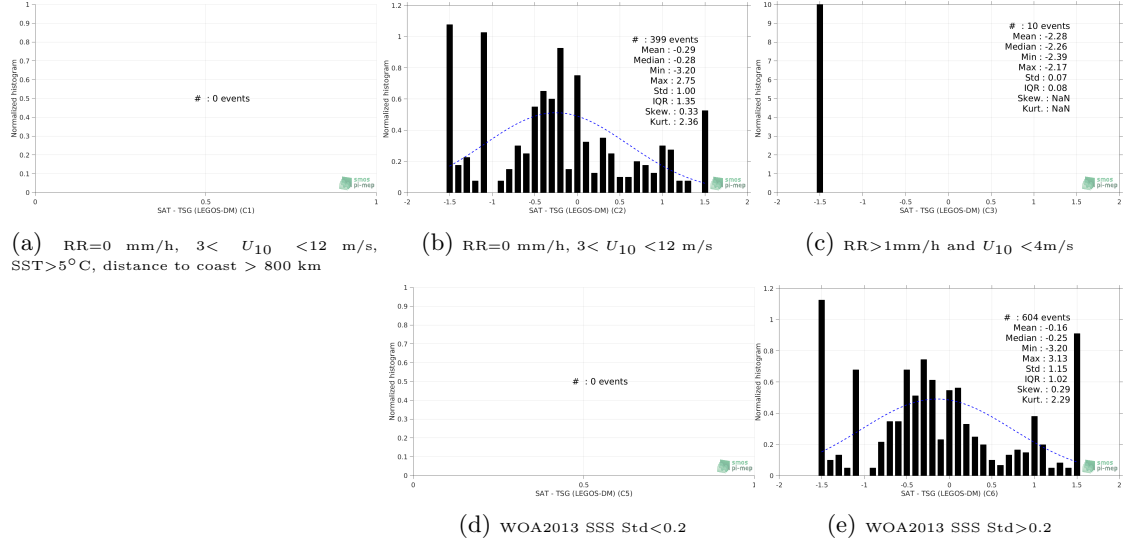 1
0.9
0.8
0.7
0.6
0.5
0.4
0.3
0.2
0.1
0
Normalized histogram
# : 0 events
smos
pi-mep
0 0.5 1
SAT - TSG (LEGOS-DM) (C1)
(a) RR=0 mm/h, 3< U10 <12 m/s,
SST>5°C, distance to coast > 800 km
1.2
1
0.8
0.6
0.4
0.2
0
Normalized histogram
# : 399 events
Mean : -0.29
Median : -0.28
Min : -3.20
Max : 2.75
Std : 1.00
IQR : 1.35
Skew. : 0.33
Kurt. : 2.36
smos
pi-mep
-2 -1.5 -1 -0.5 0 0.5 1 1.5 2
SAT - TSG (LEGOS-DM) (C2)
(b) RR=0 mm/h, 3< U10 <12 m/s
10
9
8
7
6
5
4
3
2
1
0
Normalized histogram
# : 10 events
Mean : -2.28
Median : -2.26
Min : -2.39
Max : -2.17
Std : 0.07
IQR : 0.08
Skew. : NaN
Kurt. : NaN
smos
pi-mep
-2 -1.5 -1 -0.5 0 0.5 1 1.5 2
SAT - TSG (LEGOS-DM) (C3)
(c) RR>1mm/h and U10 <4m/s
1
0.9
0.8
0.7
0.6
0.5
0.4
0.3
0.2
0.1
0
Normalized histogram
# : 0 events
smos
pi-mep
0 0.5 1
SAT - TSG (LEGOS-DM) (C5)
(d) WOA2013 SSS Std<0.2
1.2
1
0.8
0.6
0.4
0.2
0
Normalized histogram
# : 604 events
Mean : -0.16
Median : -0.25
Min : -3.20
Max : 3.13
Std : 1.15
IQR : 1.02
Skew. : 0.29
Kurt. : 2.29
smos
pi-mep
-2 -1.5 -1 -0.5 0 0.5 1 1.5 2
SAT - TSG (LEGOS-DM) (C6)
(e) WOA2013 SSS Std>0.2